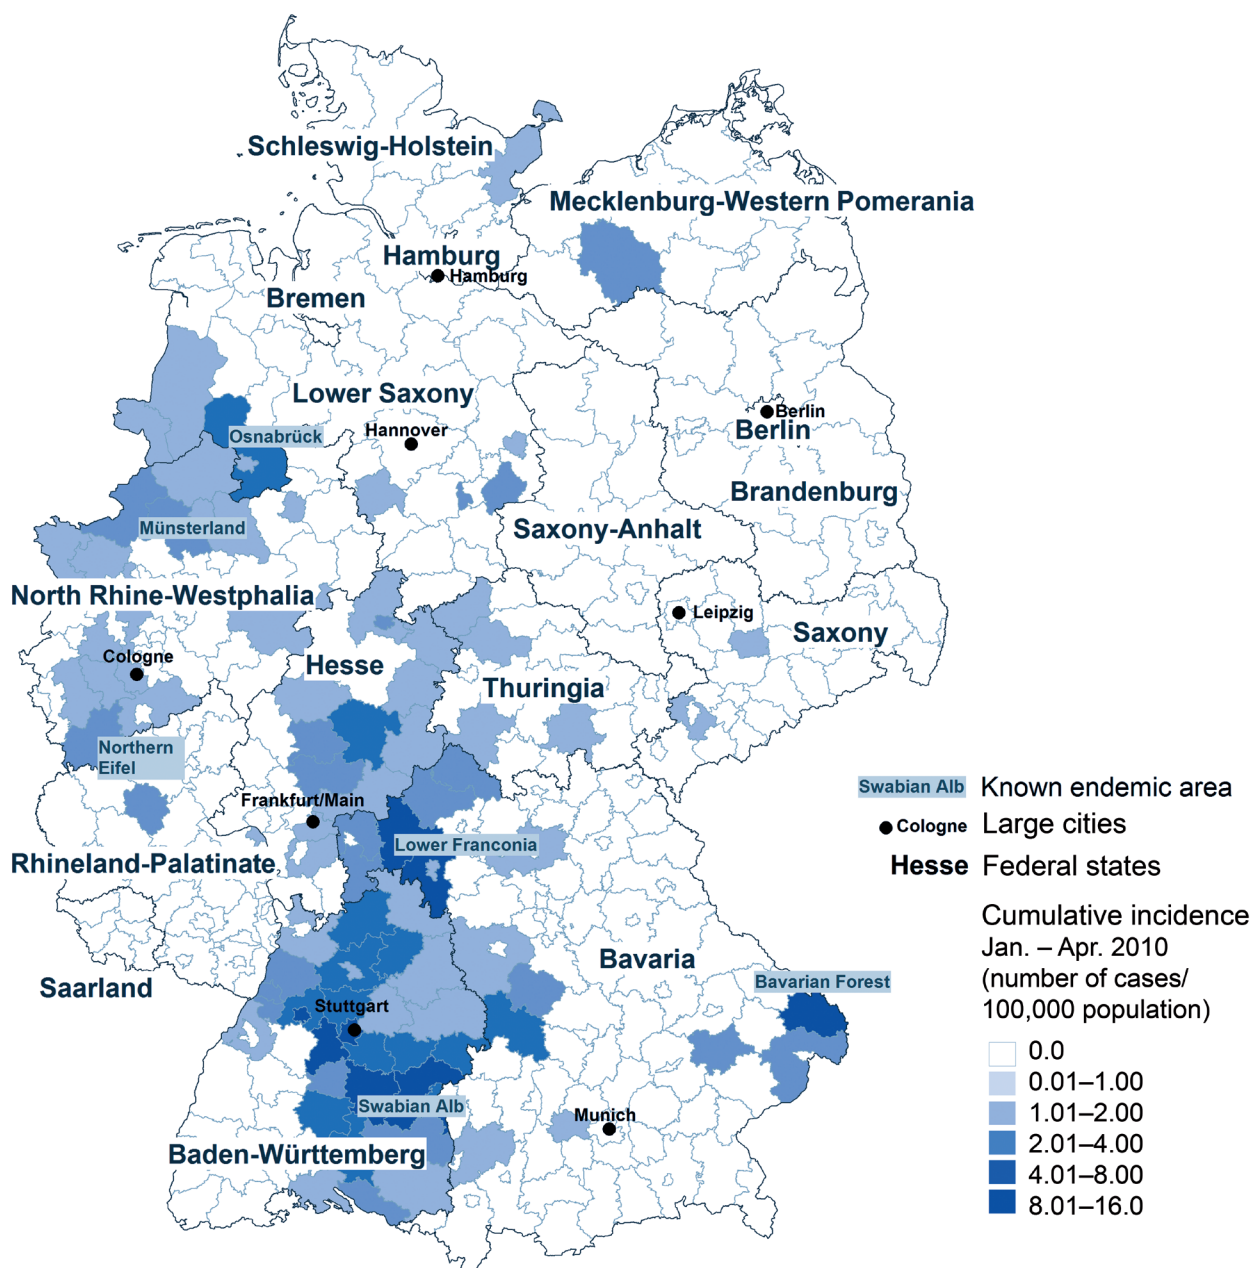 Schleswig-Holstein
Mecklenburg-Western Pomerania
Hamburg
Hamburg
Bremen
Lower Saxony
Hannover
Berlin
Berlin
Osnabrück
Brandenburg
Münsterland
Saxony-Anhalt
North Rhine-Westphalia
Leipzig
Saxony
Cologne
Hesse
Thuringia
Northern
Eifel
Frankfurt/Main
Lower Franconia
Rhineland-Palatinate
Saarland
Bavaria
Bavarian Forest
Stuttgart
Swabian Alb
Munich
Baden-Württemberg
Swabian Alb Known endemic area
Cologne Large cities
Hesse Federal states
Cumulative incidence
Jan. – Apr. 2010
(number of cases/
100,000 population)
0.0
0.01–1.00
1.01–2.00
2.01–4.00
4.01–8.00
8.01–16.0